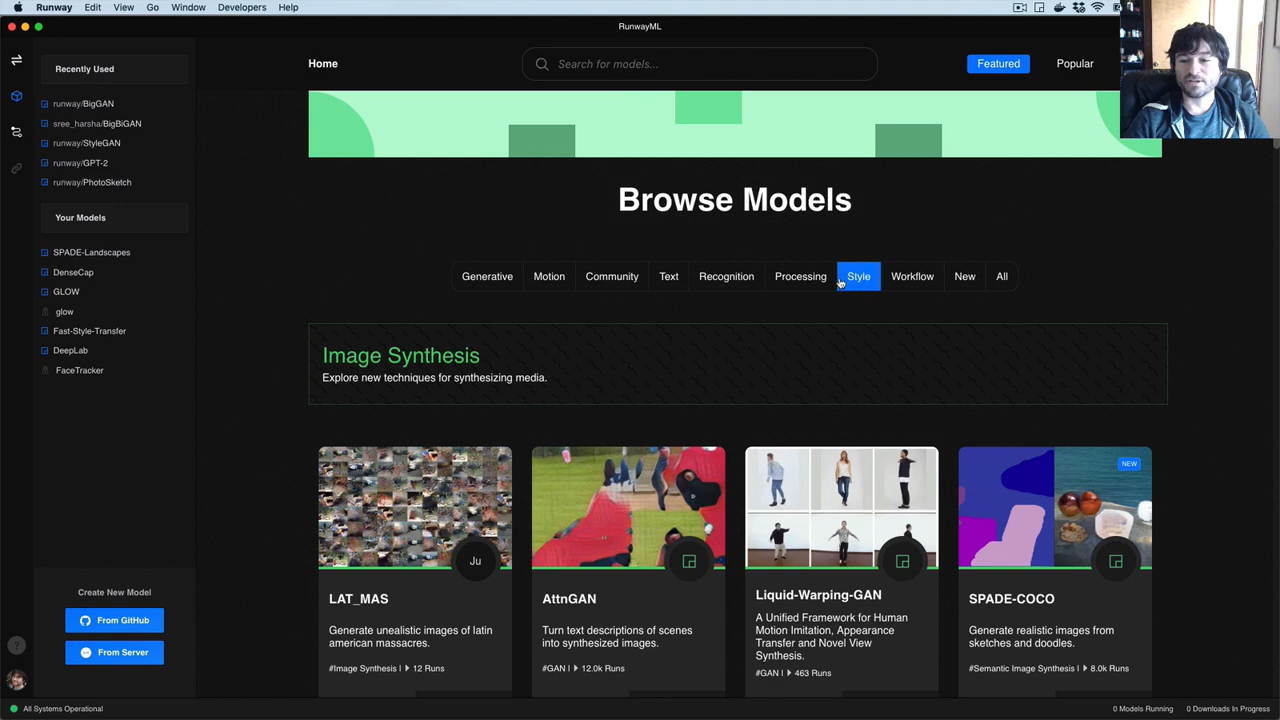 Runway File Edit View Go Window Developers Help
RunwayML
Recently Used
runway/BigGAN
sree_harsha/BigBiGAN
runway/StyleGAN
runway/GPT-2
runway/PhotoSketch
Your Models
SPADE-Landscapes
DenseCap
GLOW
glow
Fast-Style-Transfer
DeepLab
FaceTracker
Create New Model
From GitHub
From Server
Home
Search for models...
Featured
Popular
Browse Models
Generative Motion Community Text Recognition Processing Style Workflow New All
Image Synthesis
Explore new techniques for synthesizing media.
Ju
LAT_MAS
Generate unealistic images of latin
american massacres.
#Image Synthesis | 12 Runs
AttnGAN
Turn text descriptions of scenes
into synthesized images.
#GAN | 12.0k Runs
Liquid-Warping-GAN
A Unified Framework for Human
Motion Imitation, Appearance
Transfer and Novel View
Synthesis.
#GAN | 463 Runs
NEW
SPADE-COCO
Generate realistic images from
sketches and doodles.
#Semantic Image Synthesis | 8.0k Runs
?
All Systems Operational
0 Models Running
0 Downloads In Progress